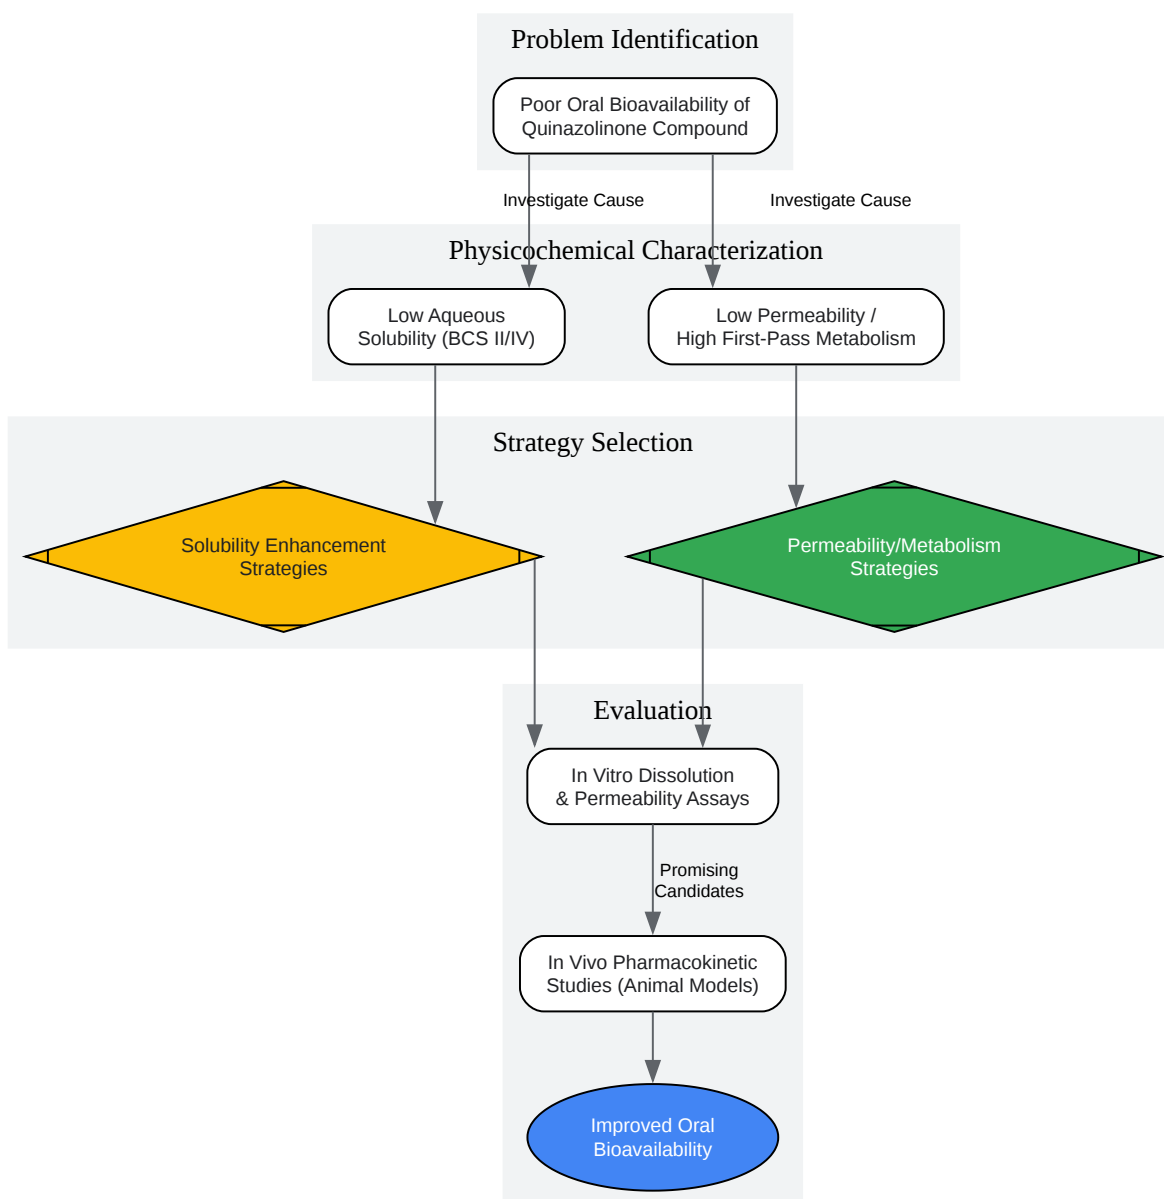 Problem Identification
Poor Oral Bioavailability of
Quinazolinone Compound
Investigate Cause
Investigate Cause
Physicochemical Characterization
Low Aqueous
Solubility (BCS II/IV)
Low Permeability /
High First-Pass Metabolism
Strategy Selection
Solubility Enhancement
Strategies
Permeability/Metabolism
Strategies
Evaluation
In Vitro Dissolution
& Permeability Assays
Promising
Candidates
In Vivo Pharmacokinetic
Studies (Animal Models)
Improved Oral
Bioavailability